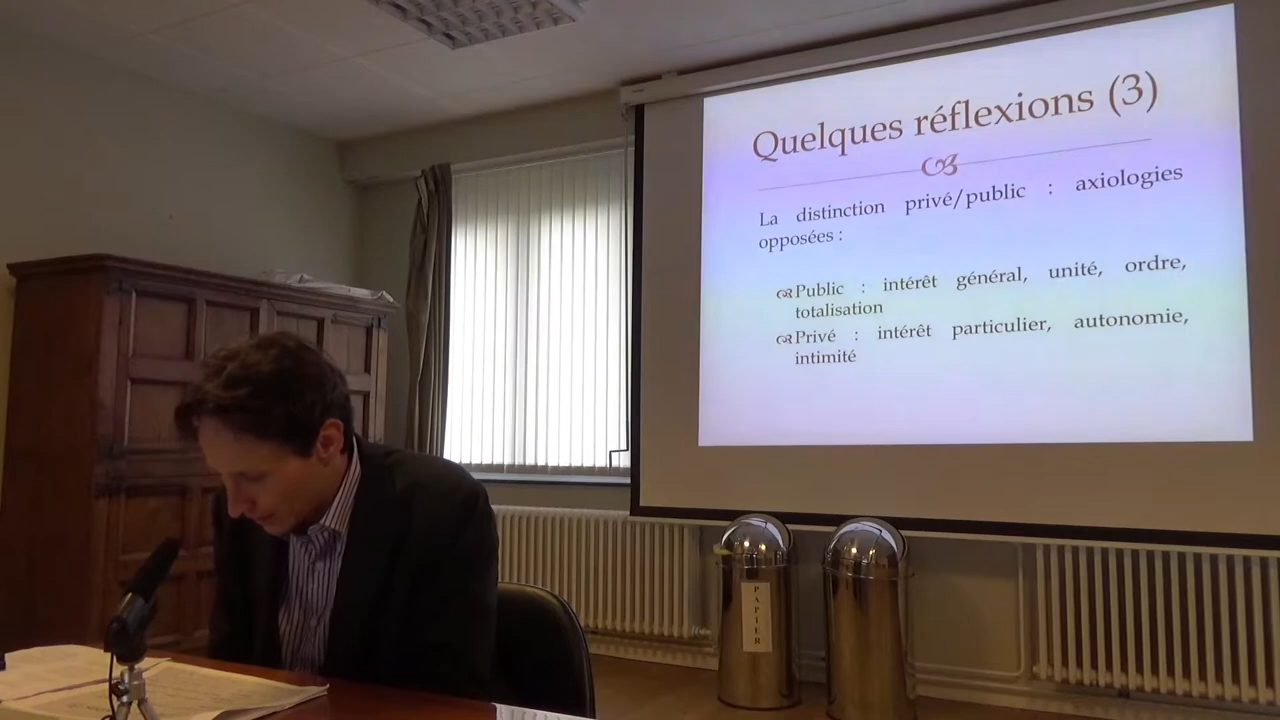 Quelques réflexions (3)
La distinction privé/public : axiologies
opposées :
Public : intérêt général, unité, ordre,
totalisation
Privé : intérêt particulier, autonomie,
intimité
PAPIER